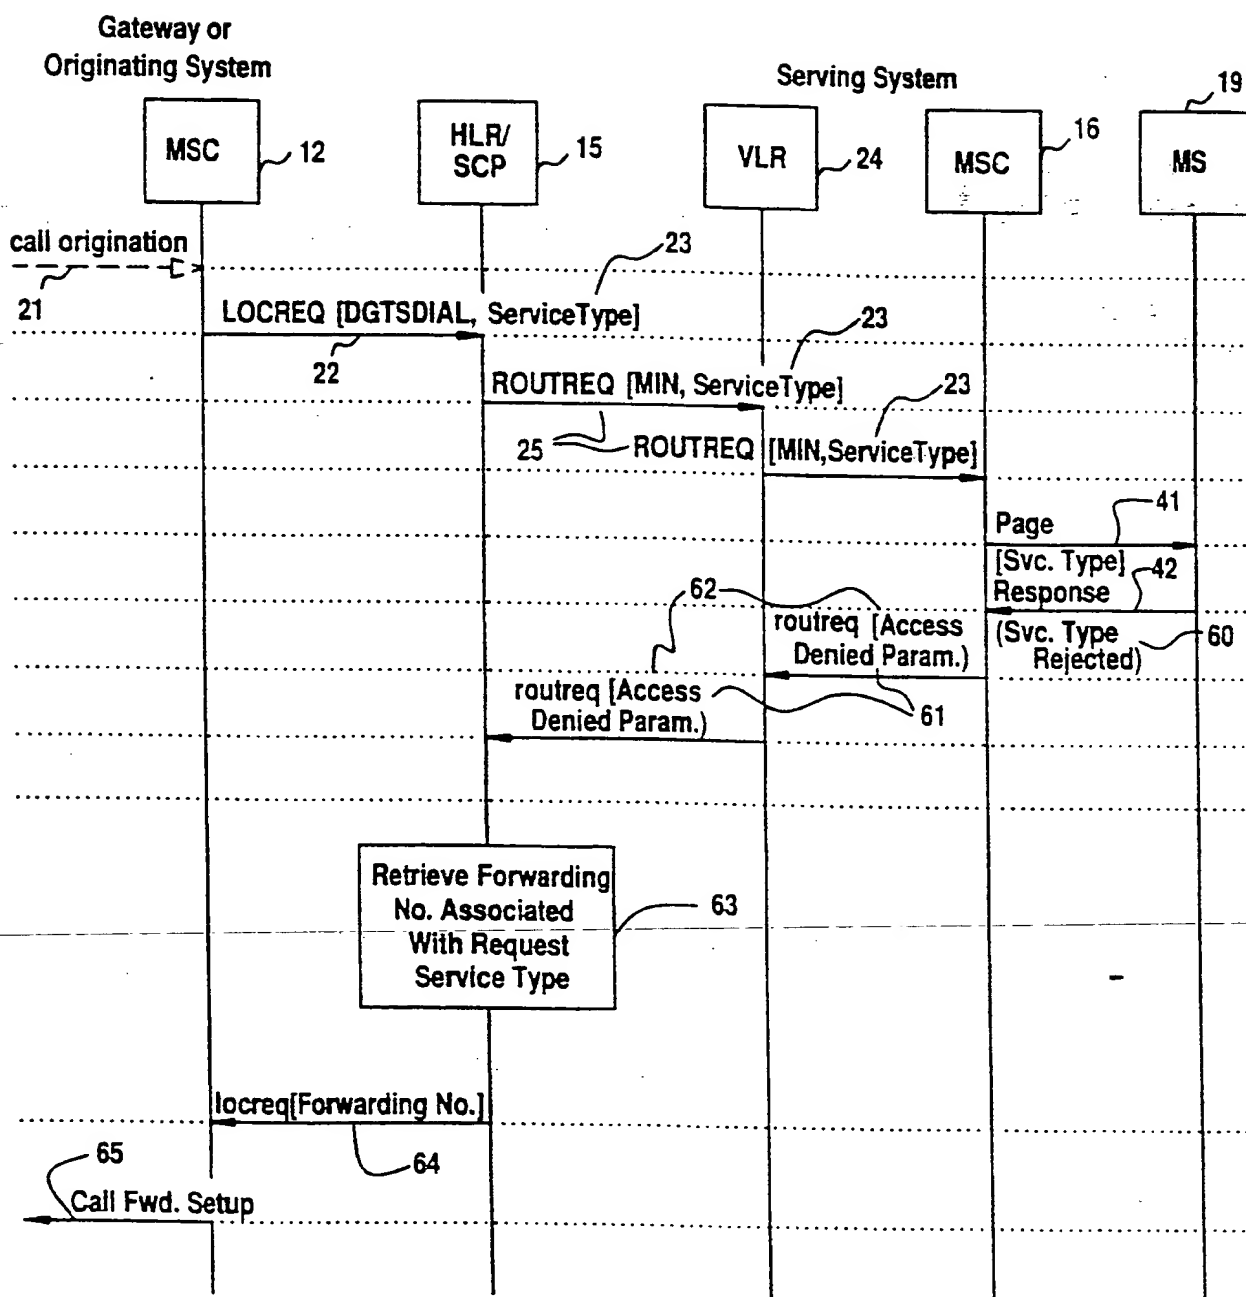 Gateway or
Originating System
Serving System
19
MSC
12
HLR/
SCP
15
VLR
24
MSC
16
MS
call origination
21
23
LOCREQ [DGTSDIAL, ServiceType]
22
23
ROUTREQ [MIN, ServiceType]
23
25
ROUTREQ [MIN,ServiceType]
41
Page
[Svc. Type]
42
Response
62
routreq [Access
Denied Param.)
(Svc. Type
Rejected)
60
routreq [Access
Denied Param.)
61
Retrieve Forwarding
No. Associated
With Request
Service Type
63
locreq[Forwarding No.]
64
65
Call Fwd. Setup